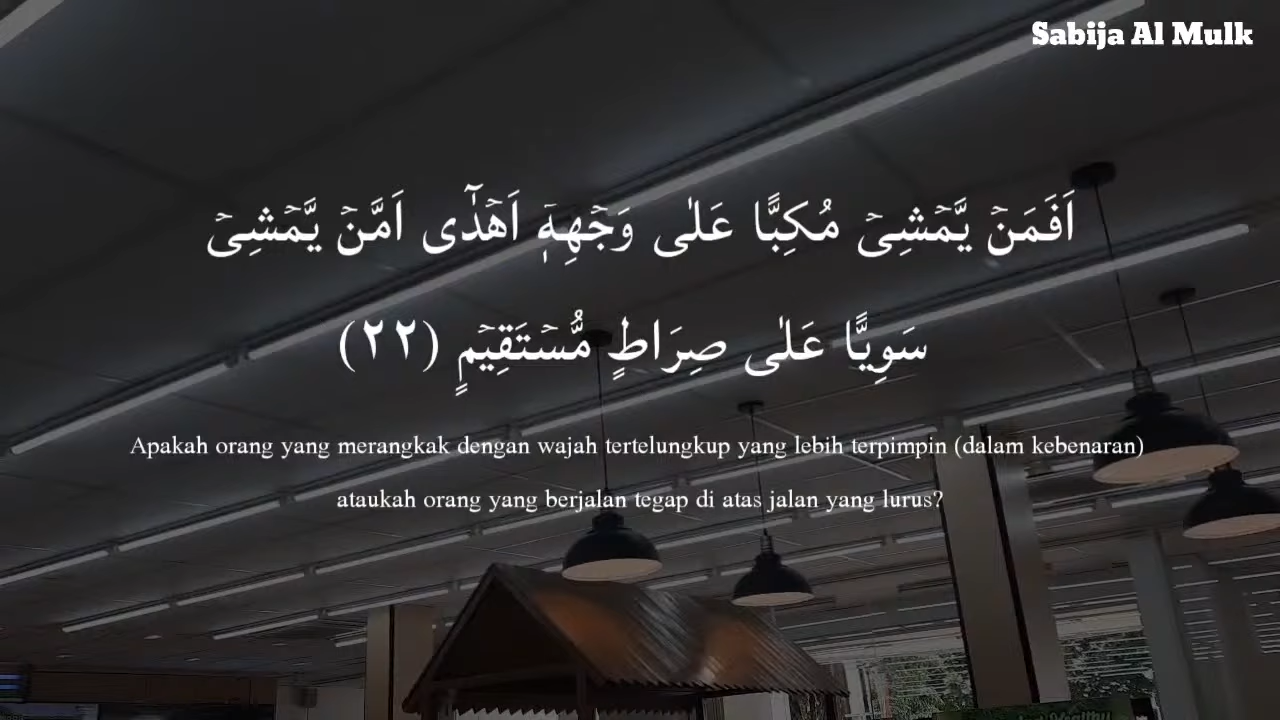 Sabija Al Mulk
اَفَمَنْ يَّمْشِيْ مُكِبًّا عَلٰى وَجْهِهٖٓ اَهْدٰٓى اَمَّنْ يَّمْشِيْ
سَوِيًّا عَلٰى صِرَاطٍ مُّسْتَقِيْمٍ (٢٢)
Apakah orang yang merangkak dengan wajah tertelungkup yang lebih terpimpin (dalam kebenaran)
ataukah orang yang berjalan tegap di atas jalan yang lurus?